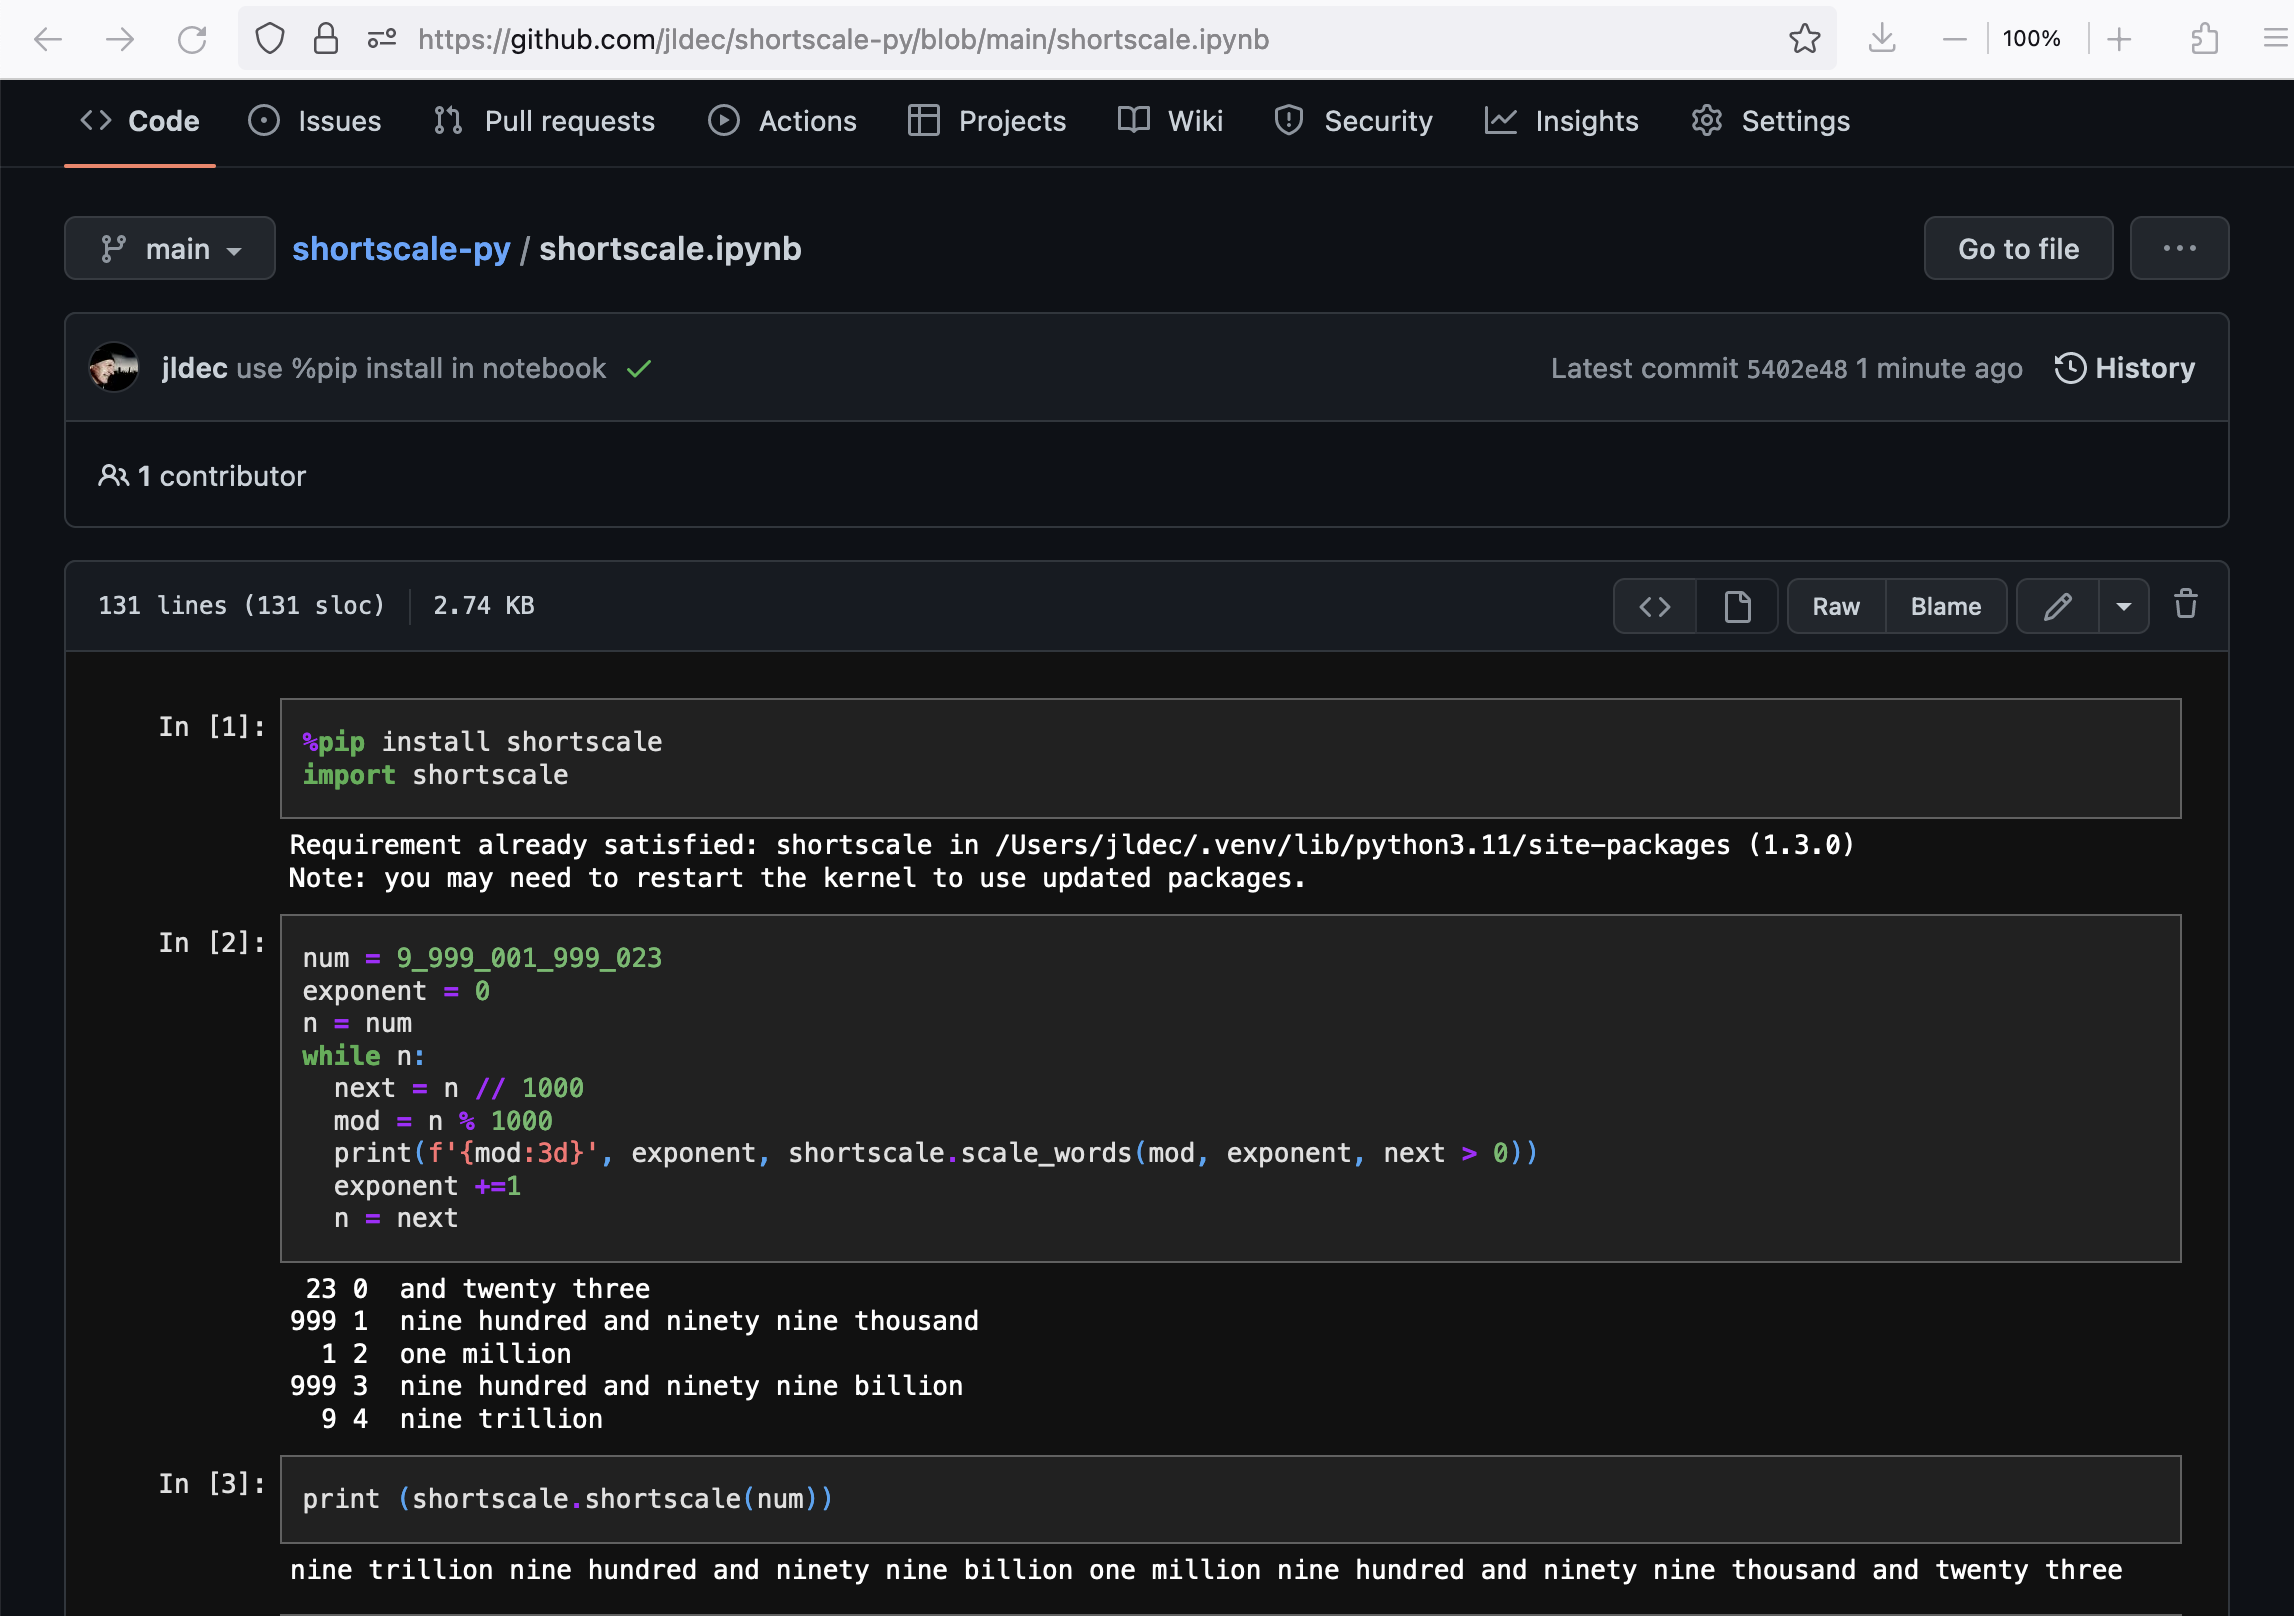 https://github.com/jldec/shortscale-py/blob/main/shortscale.ipynb 100%
Code Issues Pull requests Actions Projects Wiki Security Insights Settings
main shortscale-py / shortscale.ipynb Go to file ...
jldec use %pip install in notebook Latest commit 5402e48 1 minute ago History
1 contributor
131 lines (131 sloc) 2.74 KB Raw Blame
In [1]:
%pip install shortscale
import shortscale
Requirement already satisfied: shortscale in /Users/jldec/.venv/lib/python3.11/site-packages (1.3.0)
Note: you may need to restart the kernel to use updated packages.
In [2]:
num = 9_999_001_999_023
exponent = 0
n = num
while n:
  next = n // 1000
  mod = n % 1000
  print(f'{mod:3d}', exponent, shortscale.scale_words(mod, exponent, next > 0))
  exponent +=1
  n = next
 23 0  and twenty three
999 1  nine hundred and ninety nine thousand
  1 2  one million
999 3  nine hundred and ninety nine billion
  9 4  nine trillion
In [3]:
print (shortscale.shortscale(num))
nine trillion nine hundred and ninety nine billion one million nine hundred and ninety nine thousand and twenty three